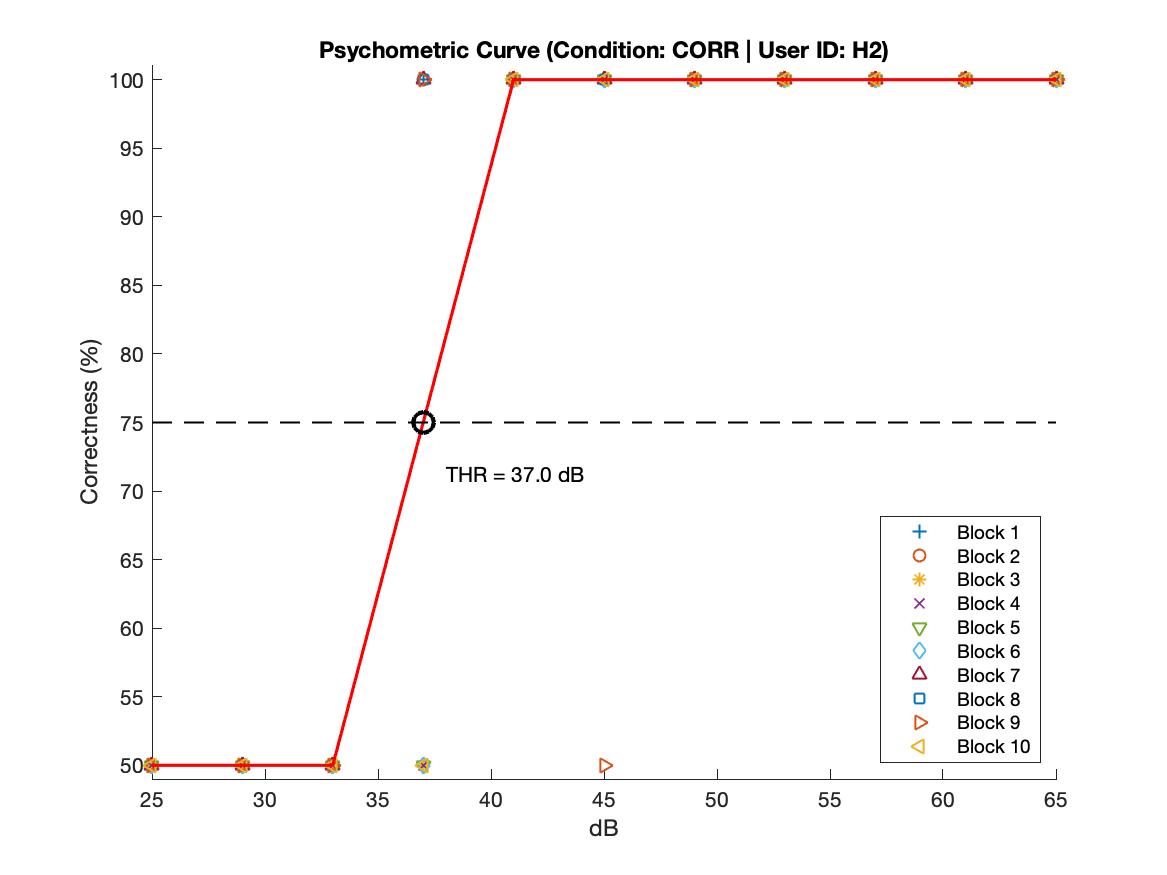 Psychometric Curve (Condition: CORR | User ID: H2)
100
95
90
85
80
75
70
65
60
55
50
Correctness (%)
THR = 37.0 dB
Block 1
Block 2
Block 3
Block 4
Block 5
Block 6
Block 7
Block 8
Block 9
Block 10
25 30 35 40 45 50 55 60 65
dB